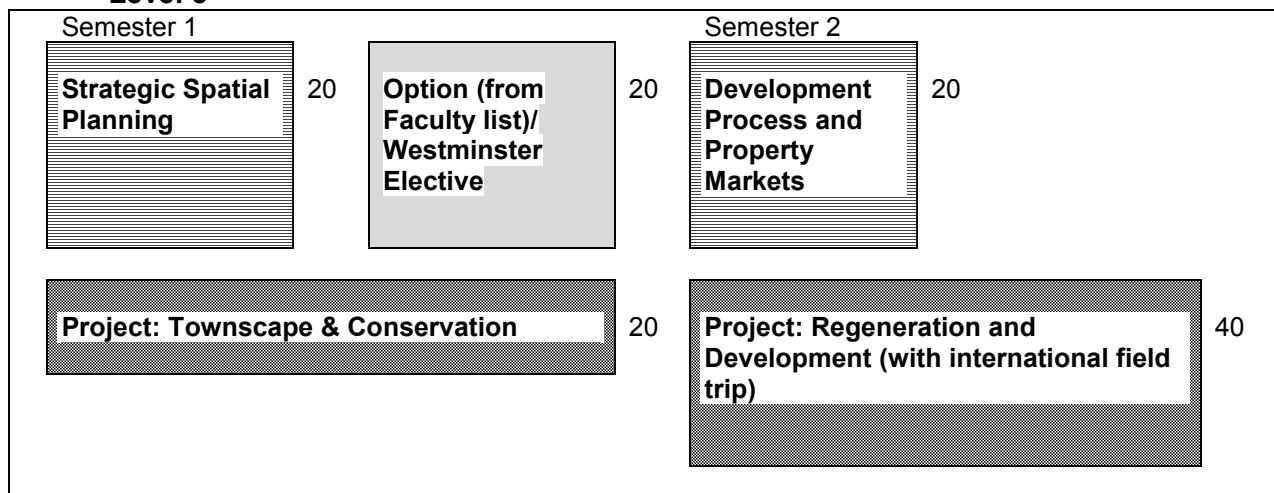 Semester 1
Semester 2
Strategic Spatial
Planning
20
Option (from
Faculty list)/
Westminster
Elective
20
Development
Process and
Property
Markets
20
Project: Townscape & Conservation
20
Project: Regeneration and
Development (with international field
trip)
40